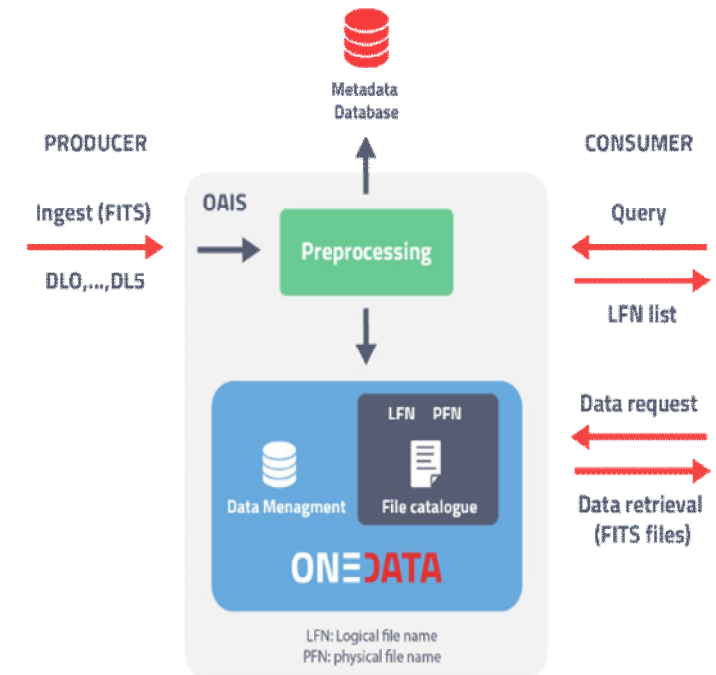 Metadata
Database
PRODUCER
CONSUMER
Ingest (FITS)
DL0,...,DL5
OAIS
Preprocessing
Query
LFN list
LFN PFN
Data Menagment
File catalogue
ONEDATA
Data request
Data retrieval
(FITS files)
LFN: Logical file name
PFN: physical file name